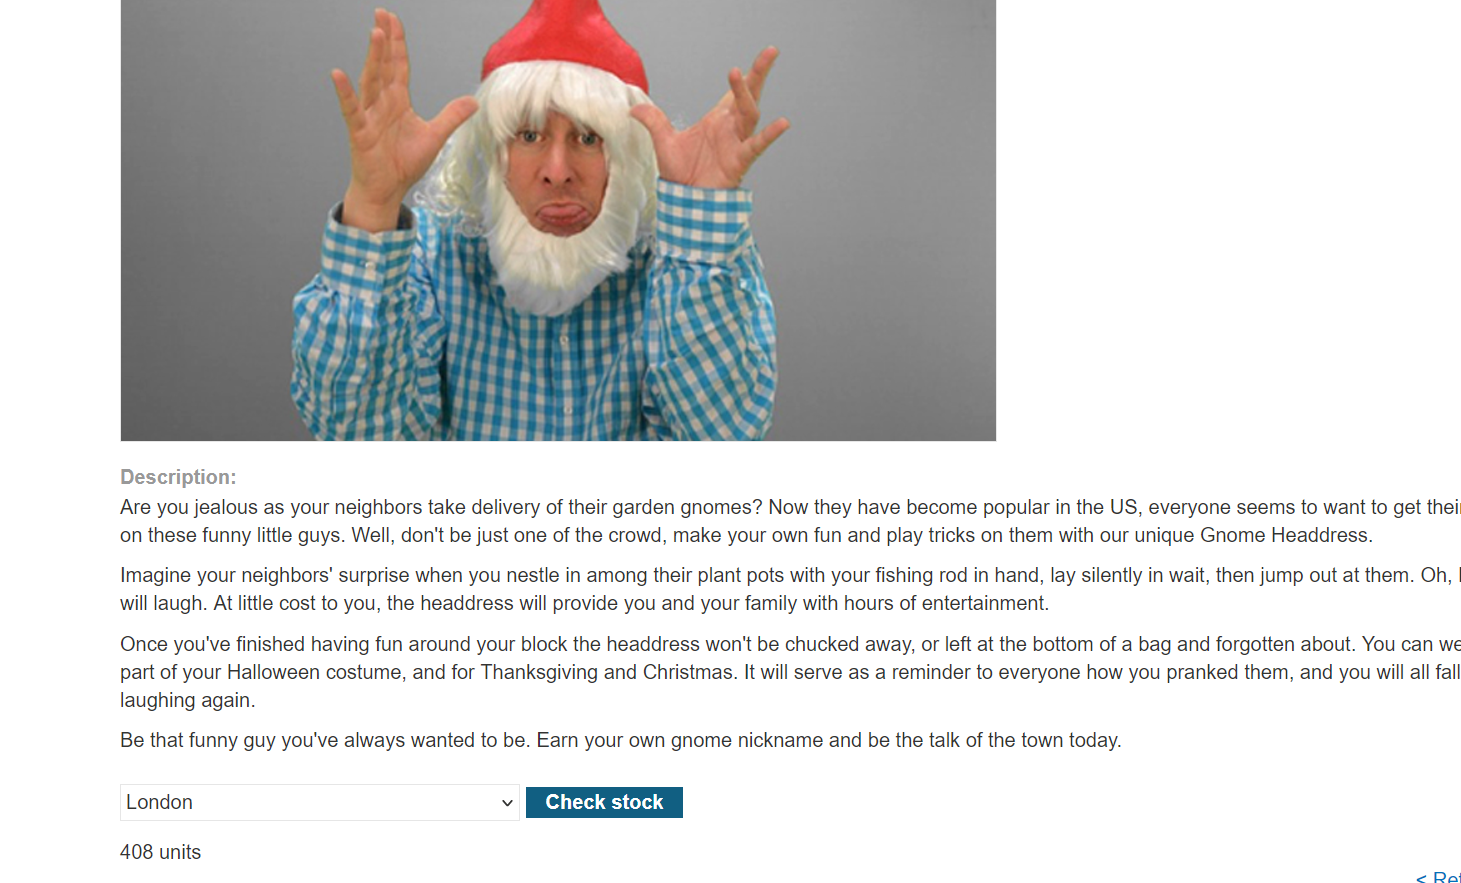 Description:
Are you jealous as your neighbors take delivery of their garden gnomes? Now they have become popular in the US, everyone seems to want to get
on these funny little guys. Well, don't be just one of the crowd, make your own fun and play tricks on them with our unique Gnome Headdress.
Imagine your neighbors' surprise when you nestle in among their plant pots with your fishing rod in hand, lay silently in wait, then jump out at them. Oh,
will laugh. At little cost to you, the headdress will provide you and your family with hours of entertainment.
Once you've finished having fun around your block the headdress won't be chucked away, or left at the bottom of a bag and forgotten about. You can
part of your Halloween costume, and for Thanksgiving and Christmas. It will serve as a reminder to everyone how you pranked them, and you will all fall
laughing again.
Be that funny guy you've always wanted to be. Earn your own gnome nickname and be the talk of the town today.
London
Check stock
408 units
<